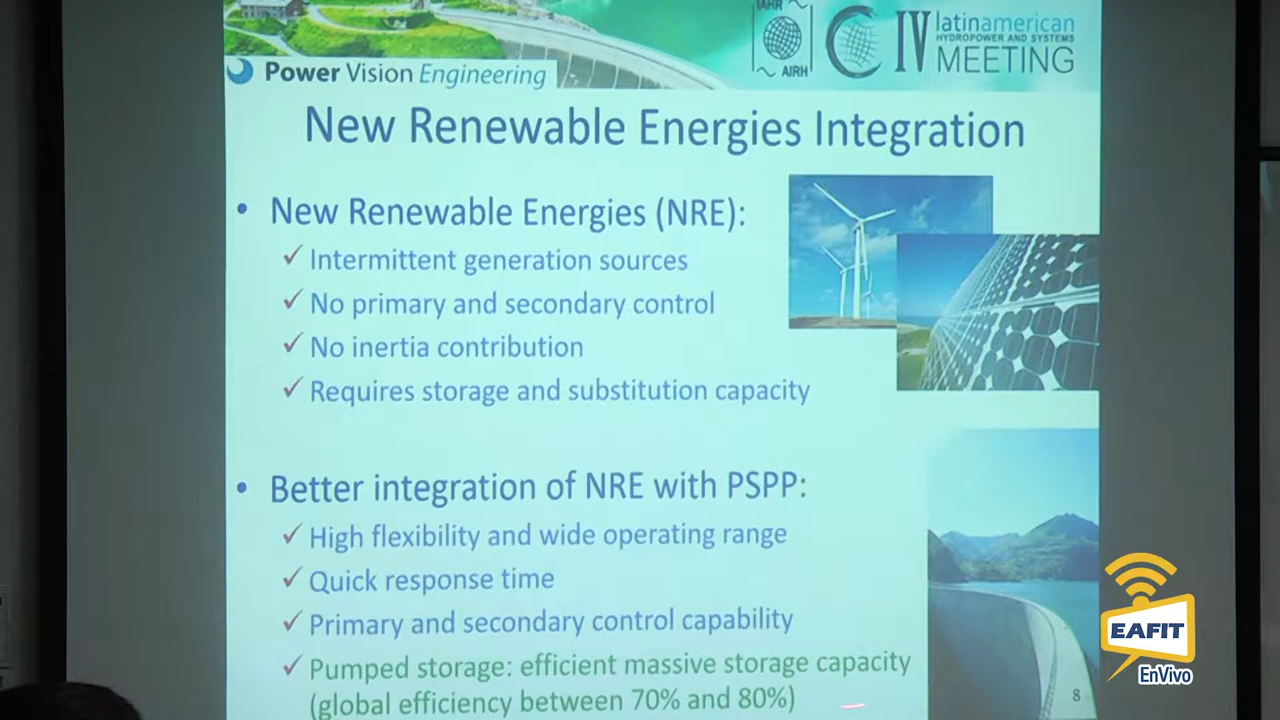 IAHR
AIRH
IV latinamerican
HYDROPOWER AND SYSTEMS
MEETING
Power Vision Engineering
New Renewable Energies Integration
• New Renewable Energies (NRE):
✓ Intermittent generation sources
✓ No primary and secondary control
✓ No inertia contribution
✓ Requires storage and substitution capacity
• Better integration of NRE with PSPP:
✓ High flexibility and wide operating range
✓ Quick response time
✓ Primary and secondary control capability
✓ Pumped storage: efficient massive storage capacity
(global efficiency between 70% and 80%)
8
EAFIT
EnVivo